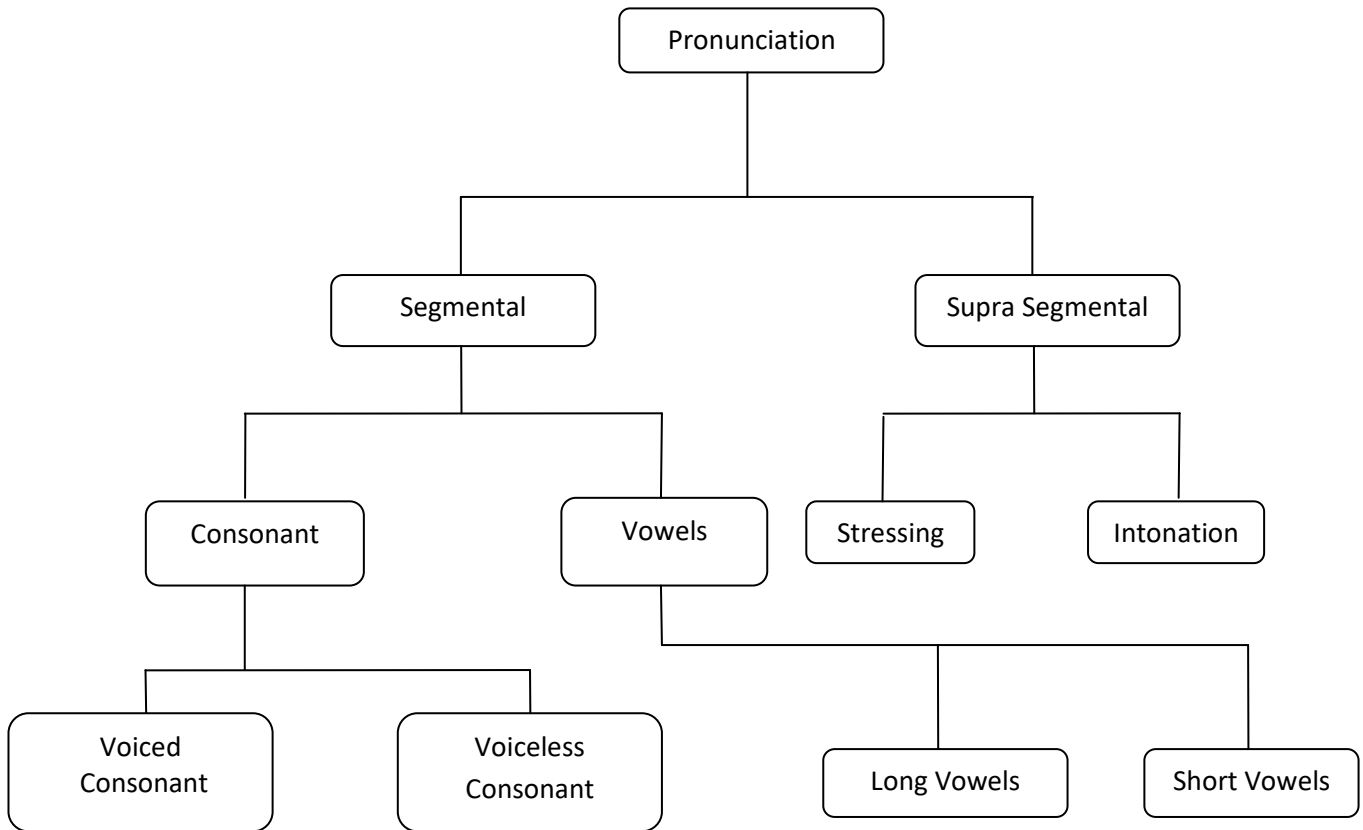 Pronunciation
Segmental
Supra Segmental
Consonant
Vowels
Stressing
Intonation
Voiced
Consonant
Voiceless
Consonant
Long Vowels
Short Vowels